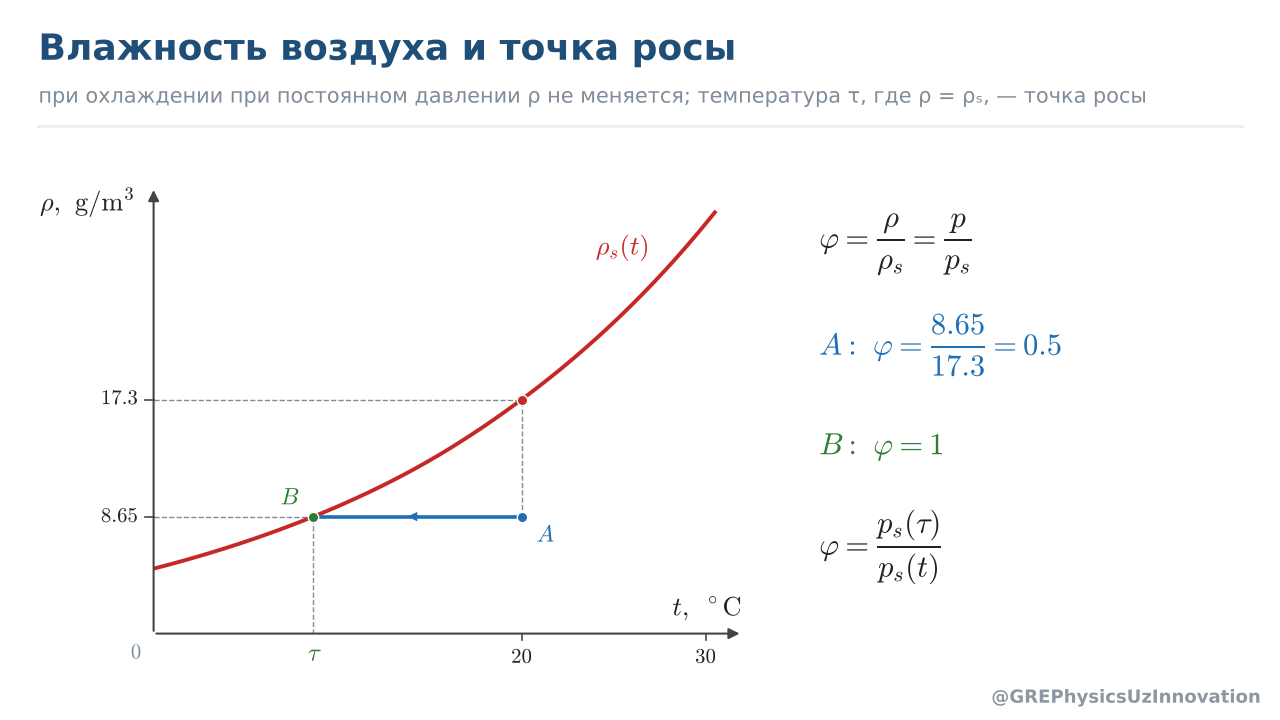 Влажность воздуха и точка росы
при охлаждении при постоянном давлении ρ не меняется; температура τ, где ρ = ρₛ, — точка росы
ρ, g/m³
ρₛ(t)
φ = ρ/ρₛ = p/pₛ
A: φ = 8.65/17.3 = 0.5
17.3
B: φ = 1
B
8.65
A
φ = pₛ(τ)/pₛ(t)
t, °C
0
τ
20
30
@GREPhysicsUzInnovation